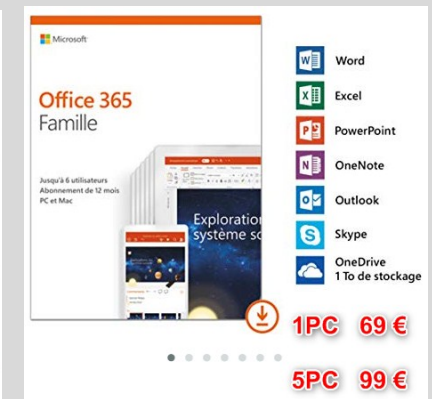 Microsoft
Office 365
Famille
Jusqu'à 6 utilisateurs
Abonnement de 12 mois
PC et Mac
Exploration
système so
Word
Excel
PowerPoint
OneNote
Outlook
Skype
OneDrive
1 To de stockage
1PC 69 €
5PC 99 €